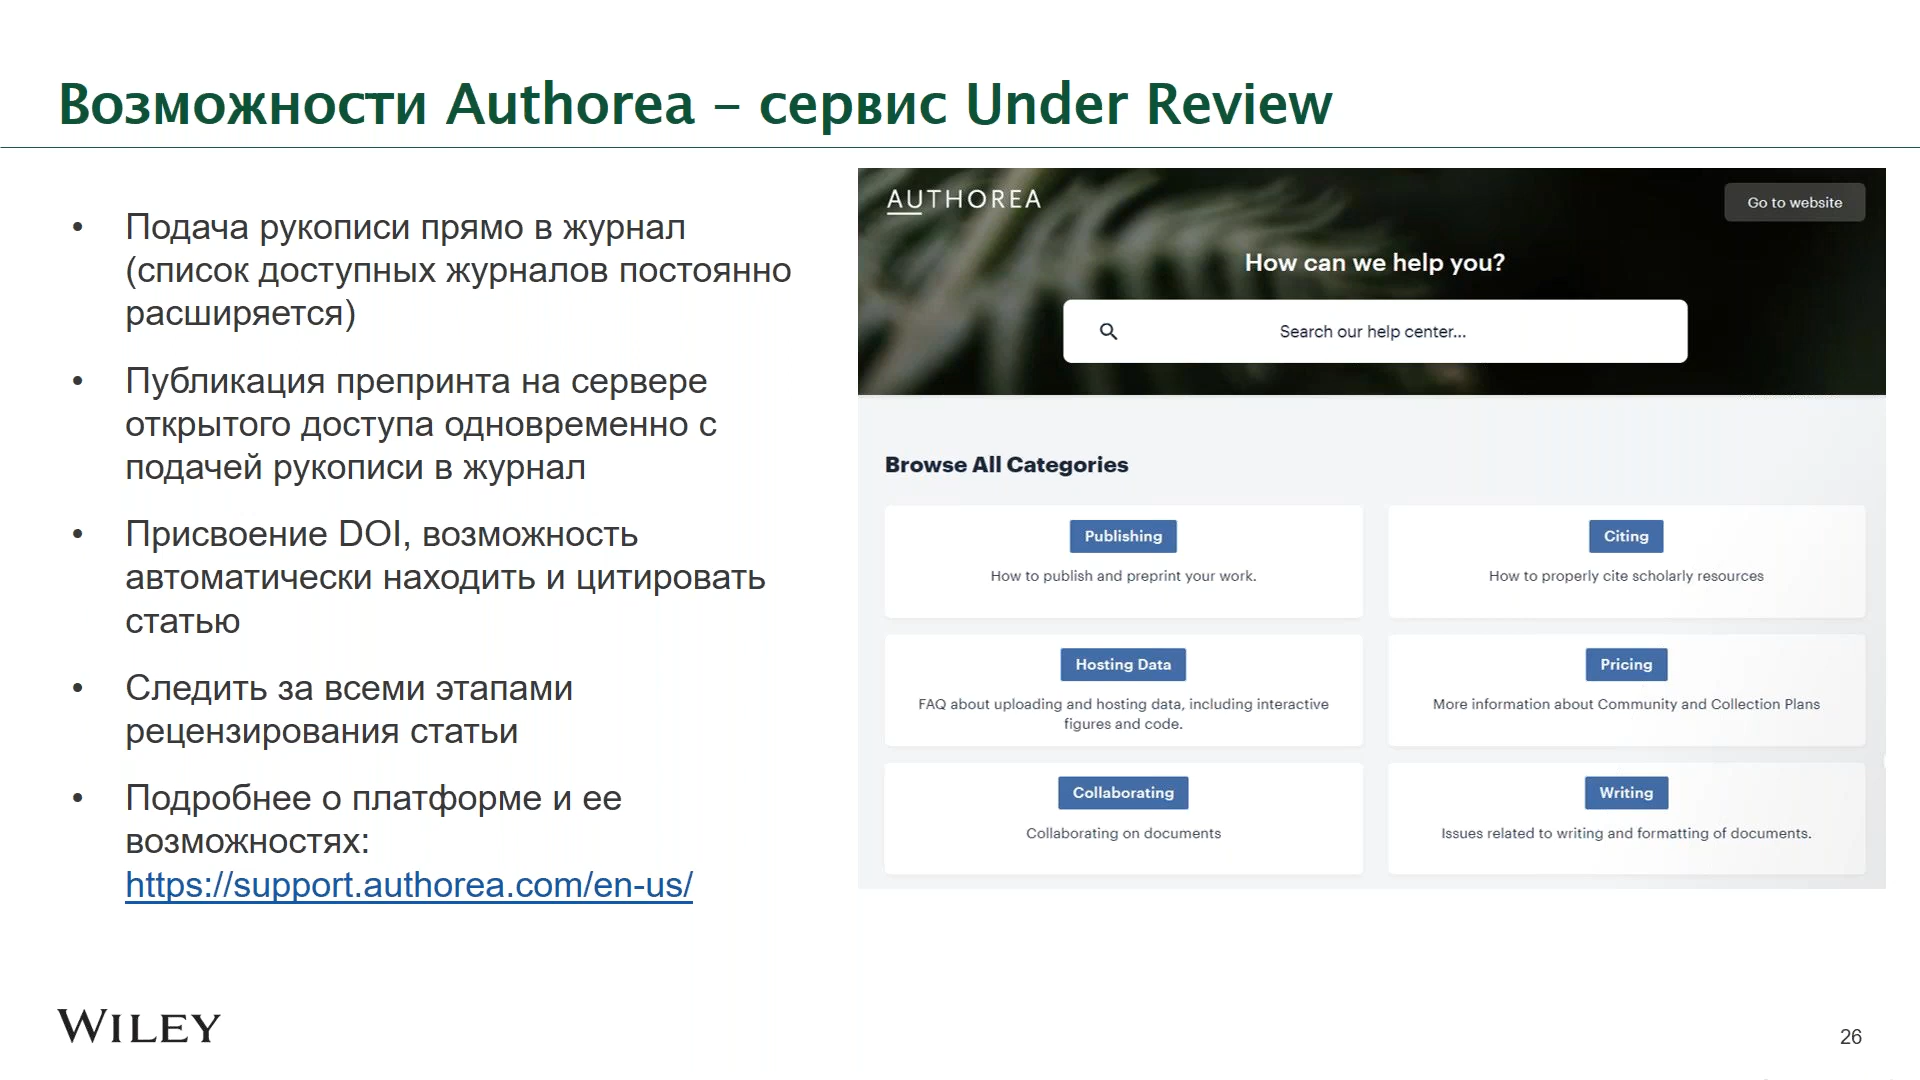 Возможности Authorea – сервис Under Review
• Подача рукописи прямо в журнал
(список доступных журналов постоянно
расширяется)
• Публикация препринта на сервере
открытого доступа одновременно с
подачей рукописи в журнал
• Присвоение DOI, возможность
автоматически находить и цитировать
статью
• Следить за всеми этапами
рецензирования статьи
• Подробнее о платформе и ее
возможностях:
https://support.authorea.com/en-us/
AUTHOREA
Go to website
How can we help you?
Search our help center...
Browse All Categories
Publishing
How to publish and preprint your work.
Citing
How to properly cite scholarly resources
Hosting Data
FAQ about uploading and hosting data, including interactive
figures and code.
Pricing
More information about Community and Collection Plans
Collaborating
Collaborating on documents
Writing
Issues related to writing and formatting of documents.
WILEY
26